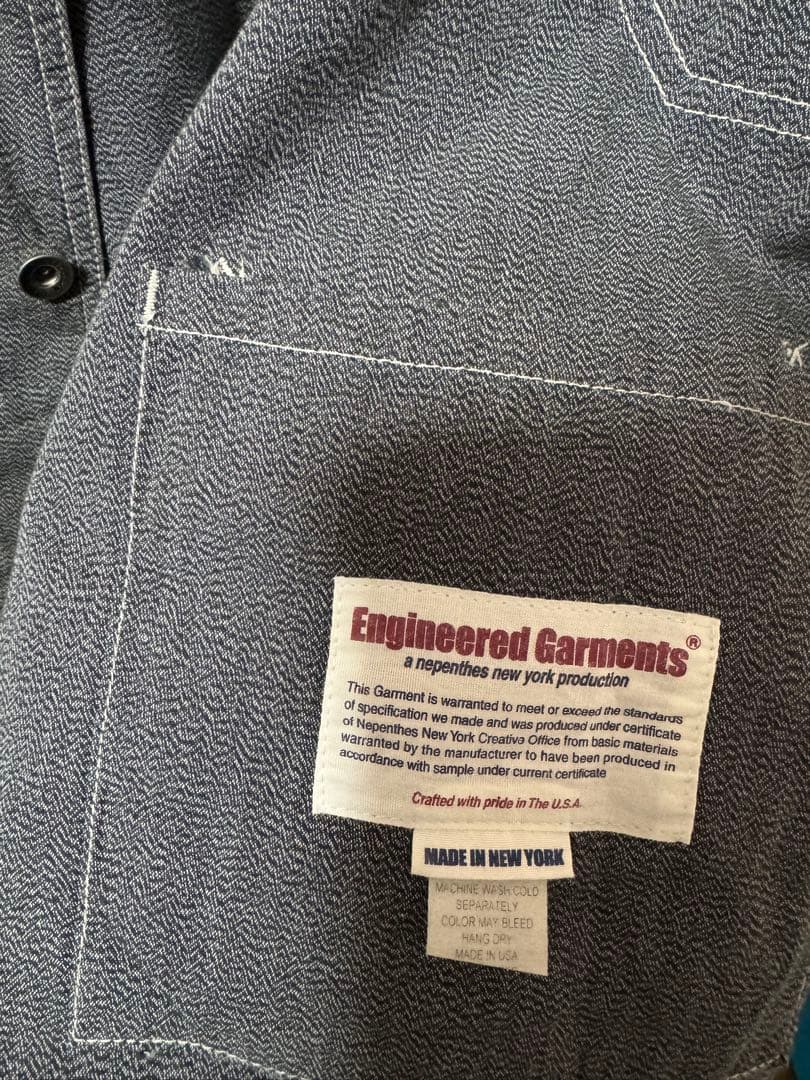 Engineered Garments®
a nepenthes new york production
This Garment is warranted to meet or exceed the standards
of specification we made and was produced under certificate
of Nepenthes New York Creative Office from basic materials
warranted by the manufacturer to have been produced in
accordance with sample under current certificate
Crafted with pride in The U.S.A.
MADE IN NEW YORK
MACHINE WASH COLD
SEPARATELY
COLOR MAY BLEED
HANG DRY
MADE IN USA